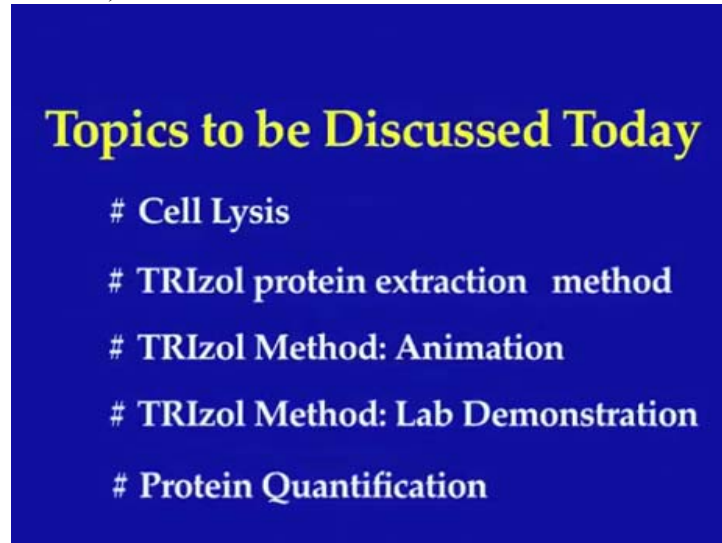 Topics to be Discussed Today
# Cell Lysis
# TRIzol protein extraction method
# TRIzol Method: Animation
# TRIzol Method: Lab Demonstration
# Protein Quantification